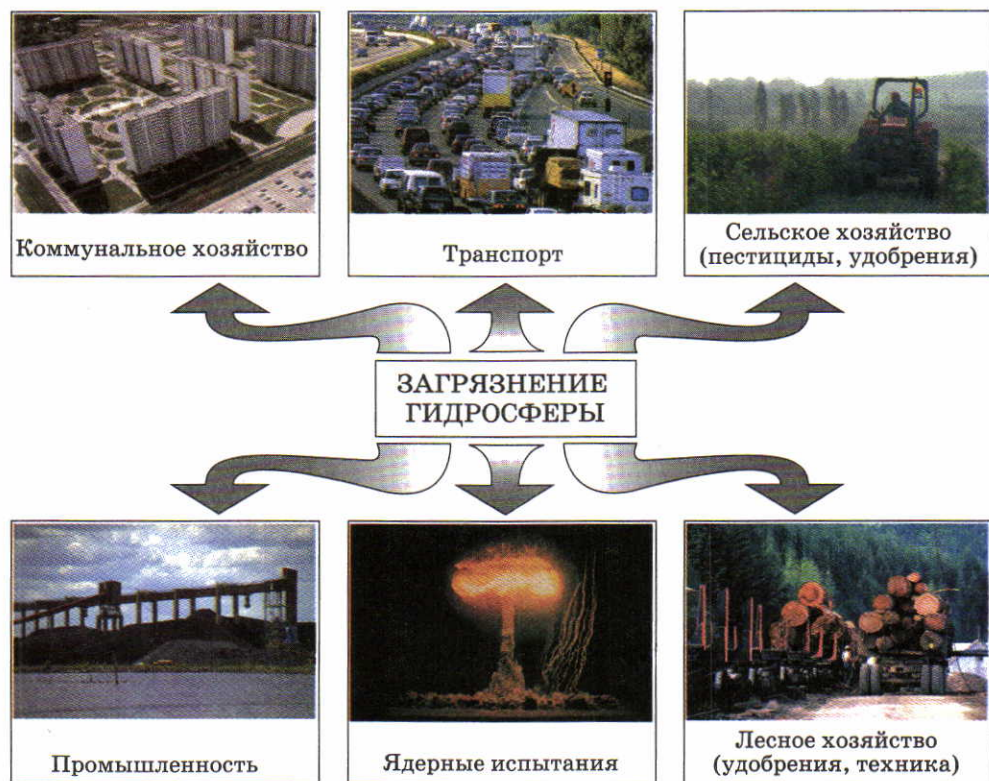 Коммунальное хозяйство
Транспорт
Сельское хозяйство
(пестициды, удобрения)
ЗАГРЯЗНЕНИЕ
ГИДРОСФЕРЫ
Промышленность
Ядерные испытания
Лесное хозяйство
(удобрения, техника)